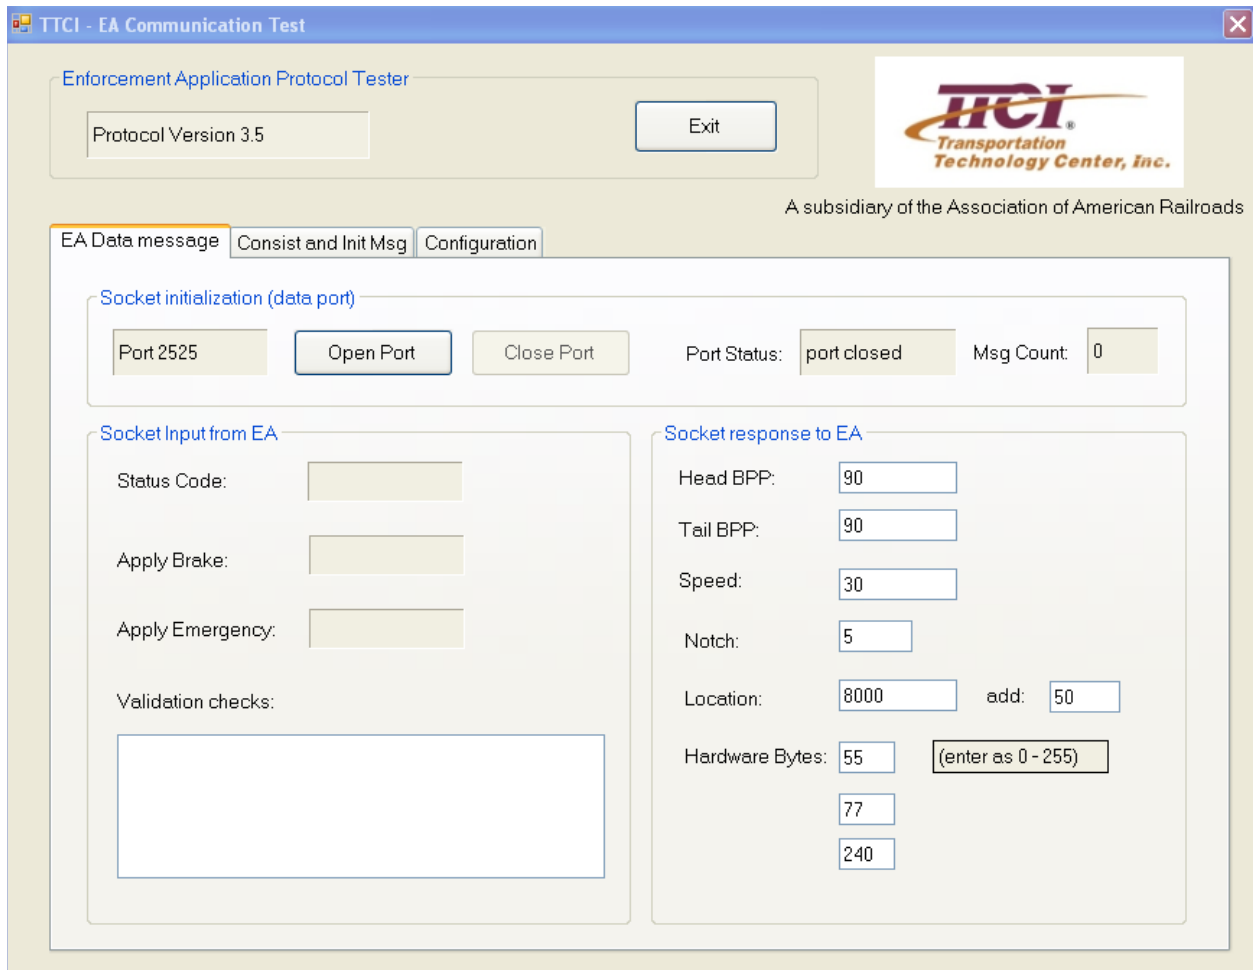 TTCI - EA Communication Test
Enforcement Application Protocol Tester
Protocol Version 3.5
Exit
TTCI®
Transportation
Technology Center, Inc.
A subsidiary of the Association of American Railroads
EA Data message Consist and Init Msg Configuration
Socket initialization (data port)
Port 2525 Open Port Close Port Port Status: port closed Msg Count: 0
Socket Input from EA
Status Code:
Apply Brake:
Apply Emergency:
Validation checks:
Socket response to EA
Head BPP: 90
Tail BPP: 90
Speed: 30
Notch: 5
Location: 8000 add: 50
Hardware Bytes: 55 (enter as 0 - 255)
77
240